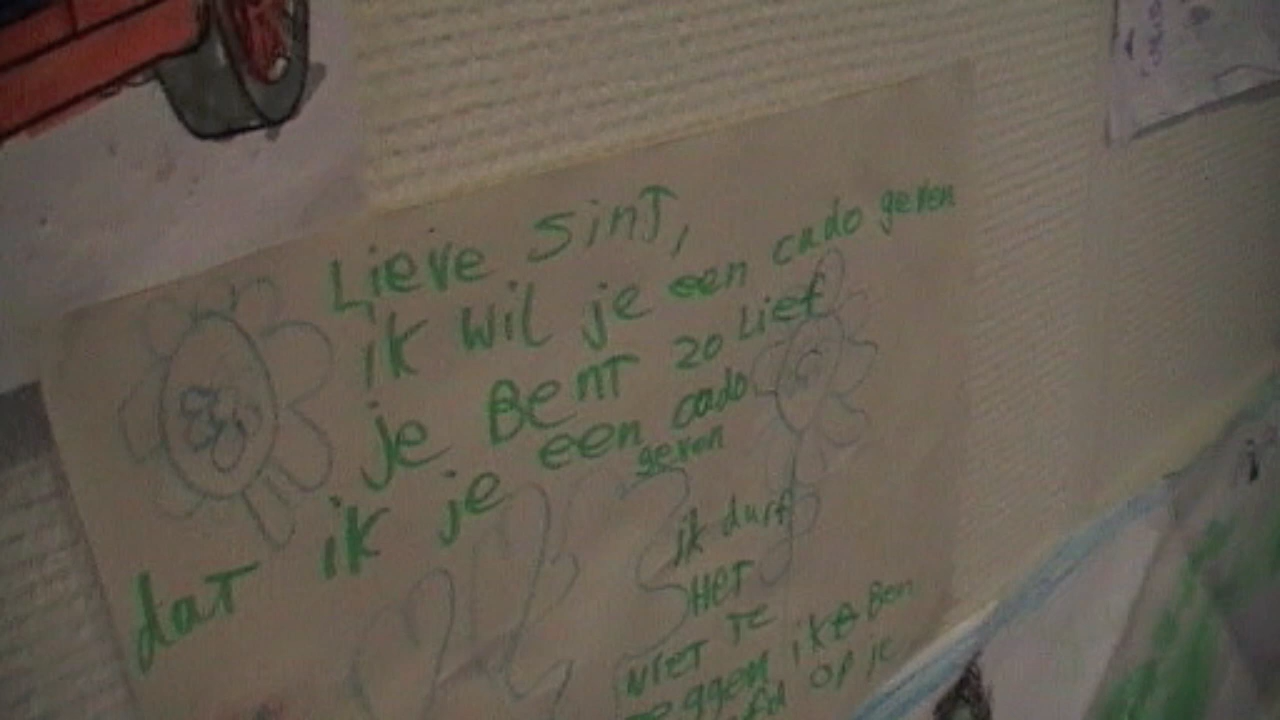 Lieve Sint,
ik wil je een cado geven
je Bent zo Lief
dat ik je een cado
geven
ik durf
HET
NIET TE
zeggen ik Ben
op je